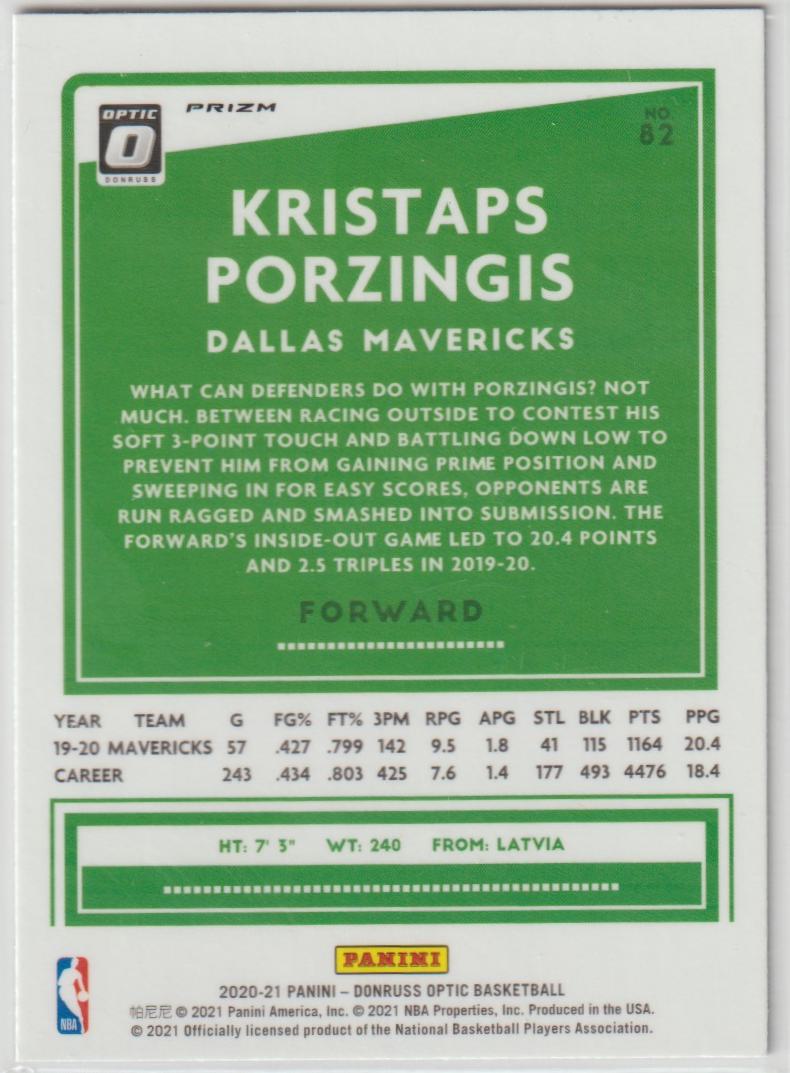 OPTIC
O
DONRUSS
PRIZM
NO.
82
KRISTAPS
PORZINGIS
DALLAS MAVERICKS
WHAT CAN DEFENDERS DO WITH PORZINGIS? NOT
MUCH. BETWEEN RACING OUTSIDE TO CONTEST HIS
SOFT 3-POINT TOUCH AND BATTLING DOWN LOW TO
PREVENT HIM FROM GAINING PRIME POSITION AND
SWEEPING IN FOR EASY SCORES, OPPONENTS ARE
RUN RAGGED AND SMASHED INTO SUBMISSION. THE
FORWARD'S INSIDE-OUT GAME LED TO 20.4 POINTS
AND 2.5 TRIPLES IN 2019-20.
FORWARD
YEAR TEAM G FG% FT% 3PM RPG APG STL BLK PTS PPG
19-20 MAVERICKS 57 .427 .799 142 9.5 1.8 41 115 1164 20.4
CAREER 243 .434 .803 425 7.6 1.4 177 493 4476 18.4
HT: 7' 3" WT: 240 FROM: LATVIA
PANINI
NBA
2020-21 PANINI – DONRUSS OPTIC BASKETBALL
帕尼尼 © 2021 Panini America, Inc. © 2021 NBA Properties, Inc. Produced in the USA.
© 2021 Officially licensed product of the National Basketball Players Association.